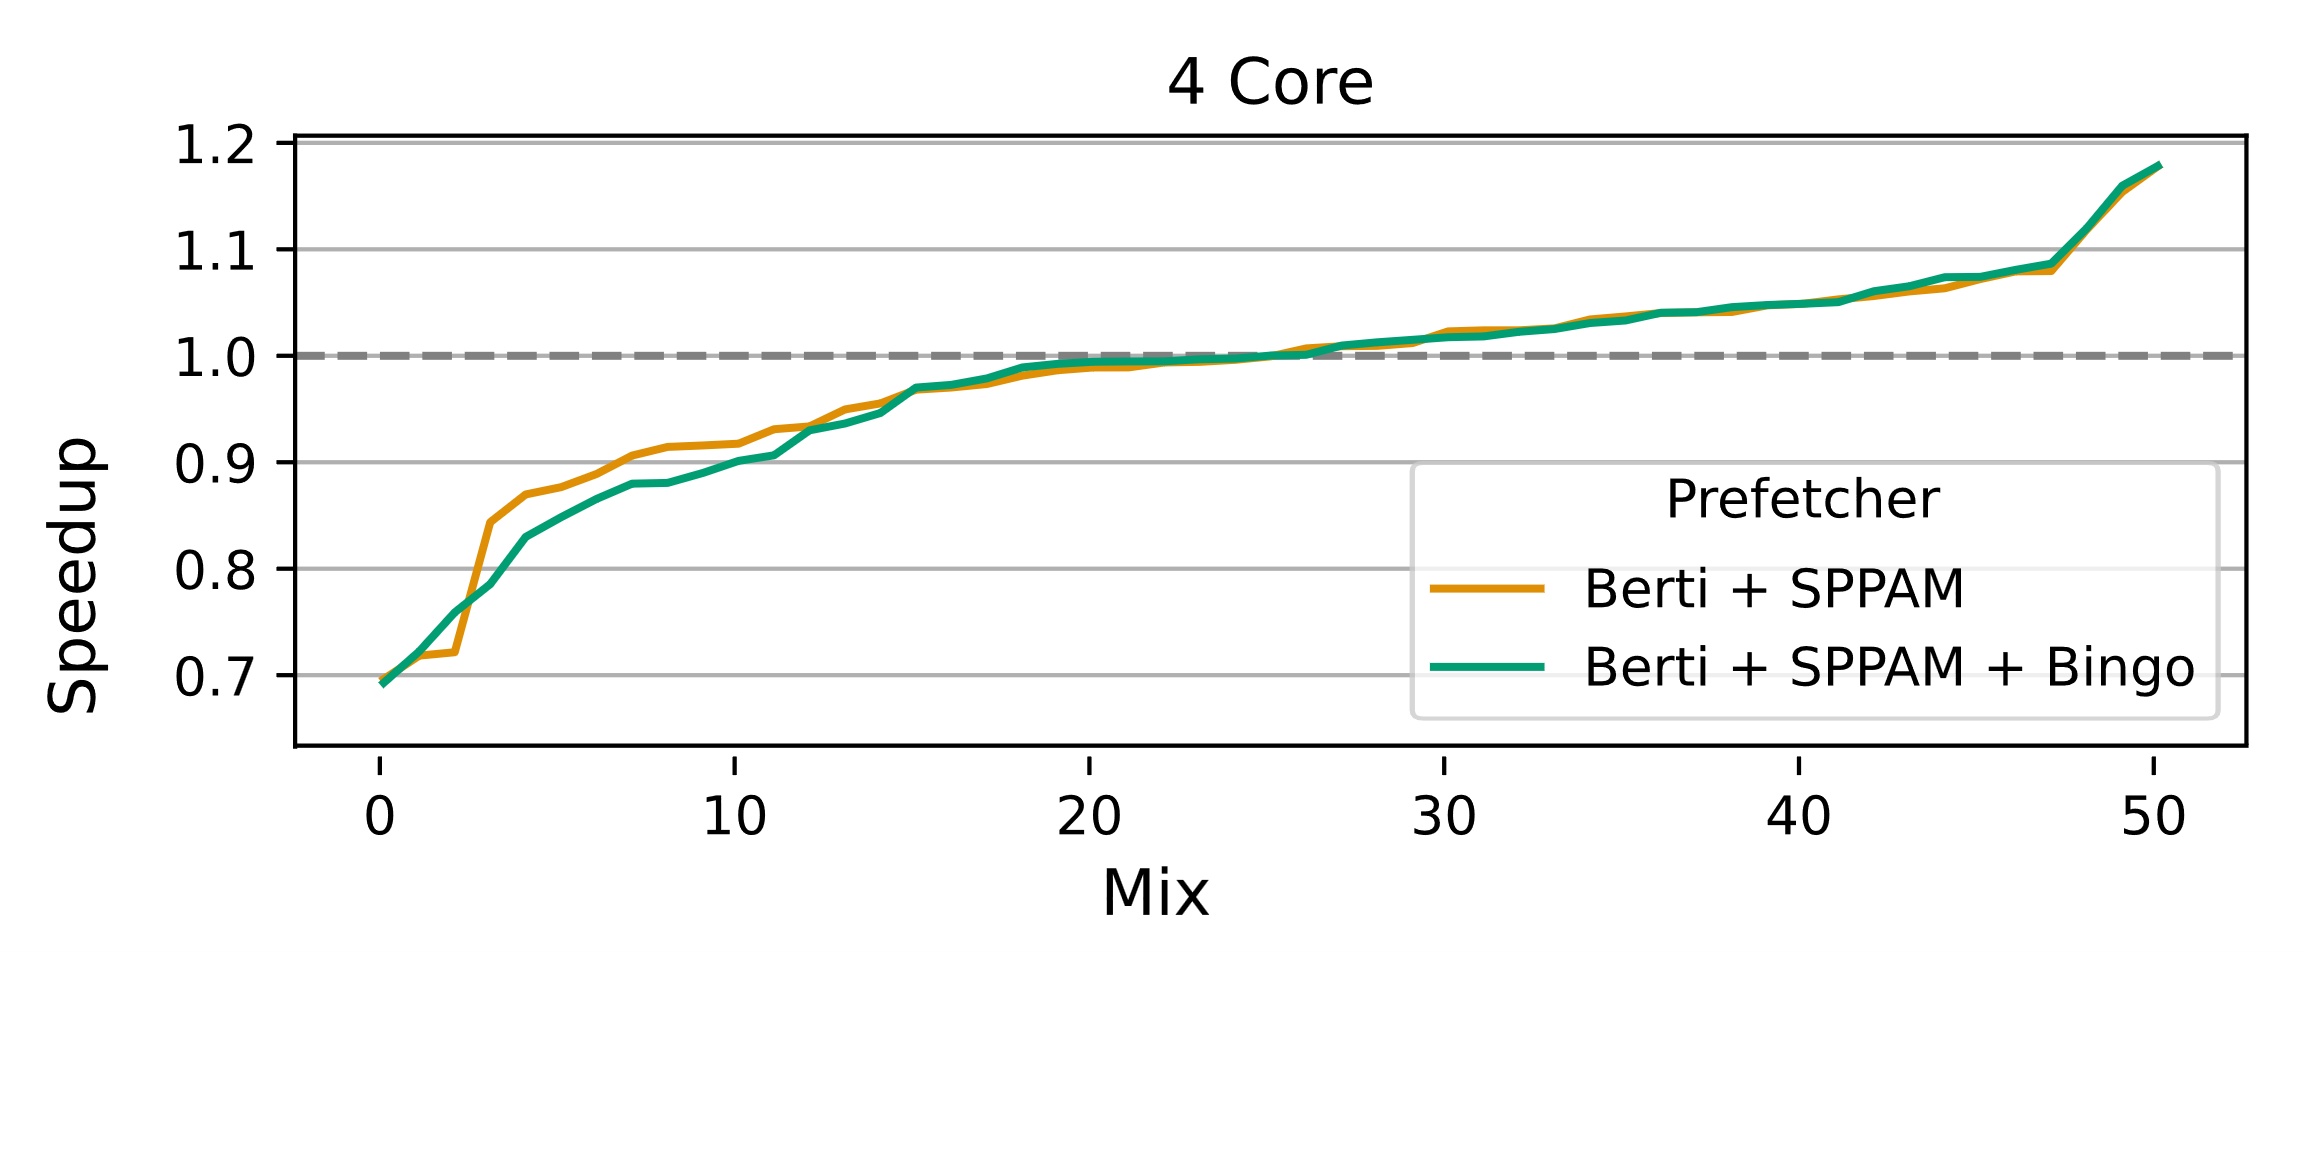 4 Core
1.2
1.1
1.0
0.9
0.8
0.7
Speedup
Prefetcher
Berti + SPPAM
Berti + SPPAM + Bingo
0 10 20 30 40 50
Mix